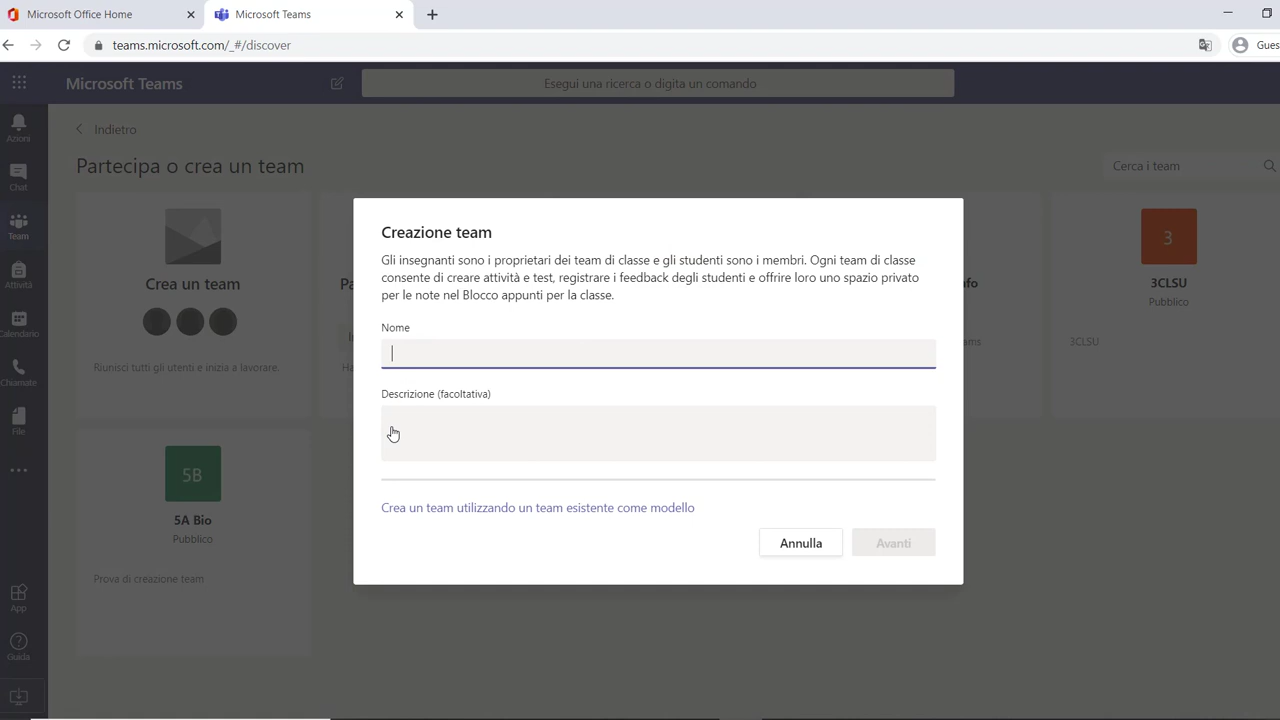 Microsoft Office Home
Microsoft Teams
teams.microsoft.com/_#/discover
Gues
Microsoft Teams
Esegui una ricerca o digita un comando
Azioni
Chat
Team
Attività
Calendario
Chiamate
File
App
Guida
Indietro
Partecipa o crea un team
Cerca i team
Crea un team
Riunisci tutti gli utenti e inizia a lavorare.
3
3CLSU
Pubblico
3CLSU
5B
5A Bio
Pubblico
Prova di creazione team
Creazione team
Gli insegnanti sono i proprietari dei team di classe e gli studenti sono i membri. Ogni team di classe
consente di creare attività e test, registrare i feedback degli studenti e offrire loro uno spazio privato
per le note nel Blocco appunti per la classe.
Nome
Descrizione (facoltativa)
Crea un team utilizzando un team esistente come modello
Annulla
Avanti